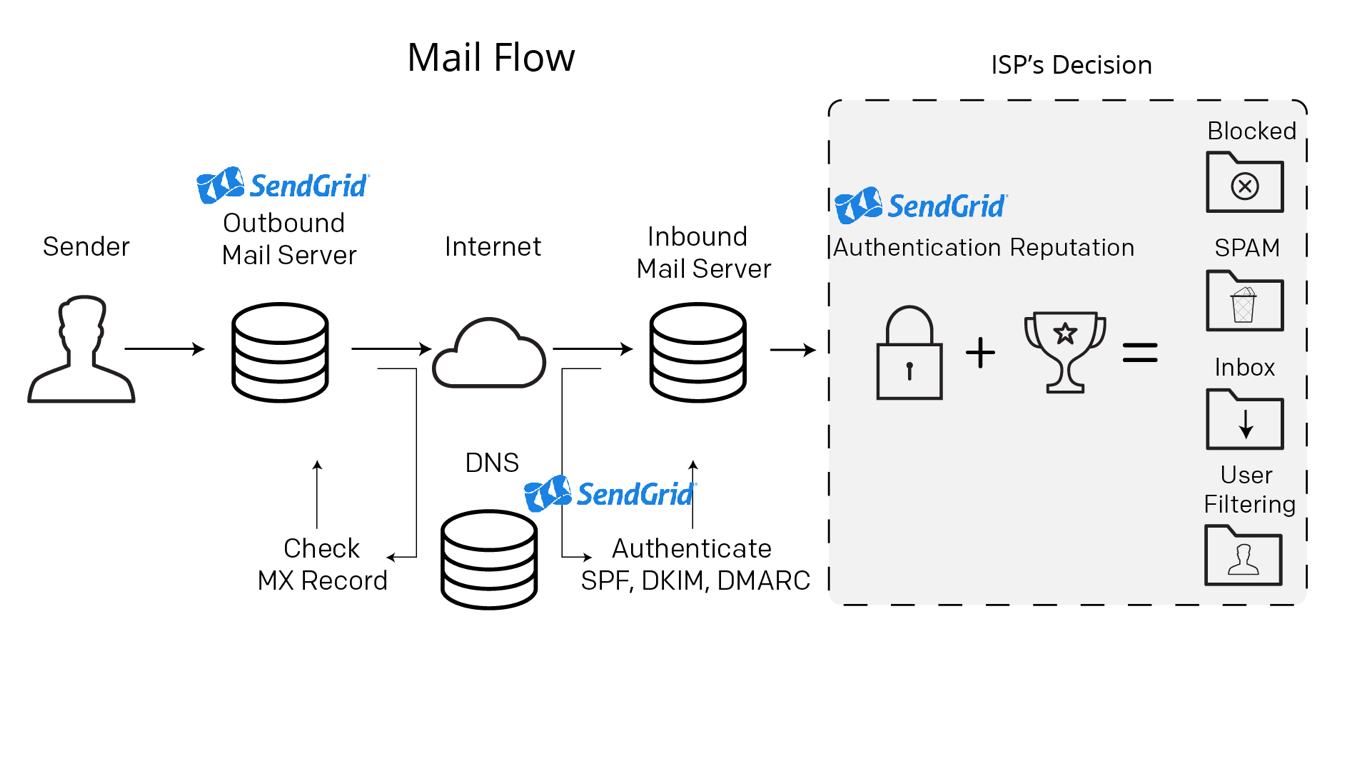 Mail Flow
ISP's Decision
Blocked
SendGrid
SendGrid
Sender
Outbound
Mail Server
Internet
Inbound
Mail Server
Authentication Reputation
SPAM
Inbox
DNS
SendGrid
User
Filtering
Check
MX Record
Authenticate
SPF, DKIM, DMARC